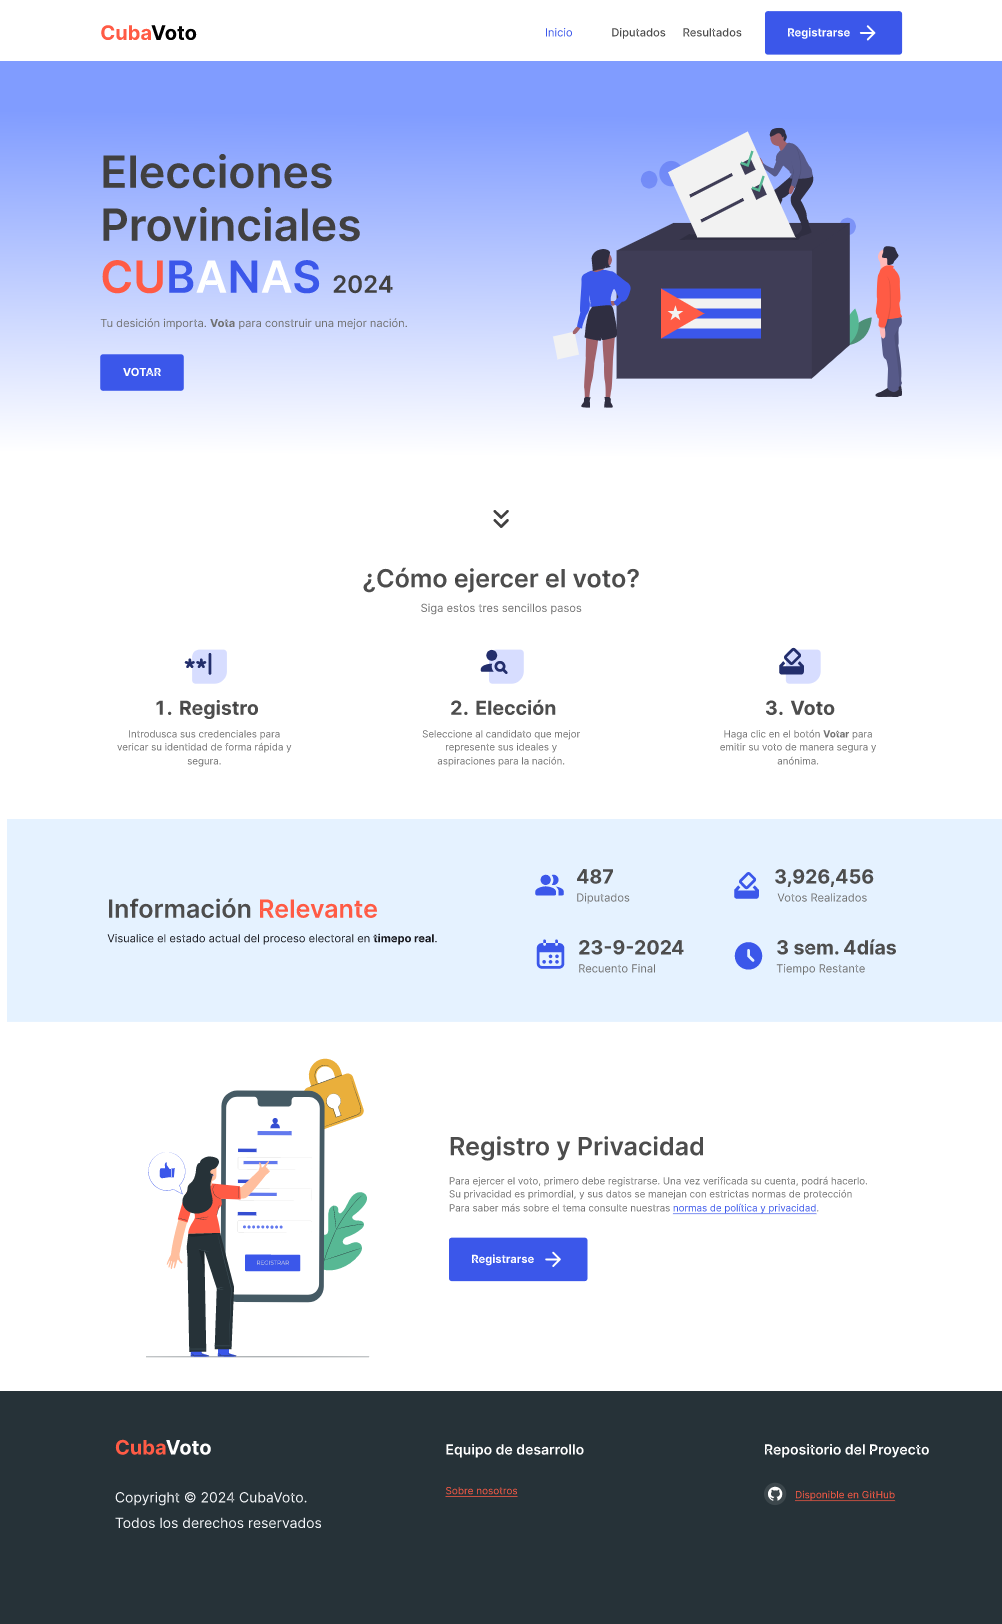 CubaVoto
Inicio
Diputados
Resultados
Registrarse
Elecciones
Provinciales
CUBANAS 2024
Tu desición importa. Vota para construir una mejor nación.
VOTAR
¿Cómo ejercer el voto?
Siga estos tres sencillos pasos
**|
1. Registro
Introdusca sus credenciales para
vericar su identidad de forma rápida y
segura.
2. Elección
Seleccione al candidato que mejor
represente sus ideales y
aspiraciones para la nación.
3. Voto
Haga clic en el botón Votar para
emitir su voto de manera segura y
anónima.
Información Relevante
Visualice el estado actual del proceso electoral en timepo real.
487
Diputados
3,926,456
Votos Realizados
23-9-2024
Recuento Final
3 sem. 4días
Tiempo Restante
REGISTRAR
Registro y Privacidad
Para ejercer el voto, primero debe registrarse. Una vez verificada su cuenta, podrá hacerlo.
Su privacidad es primordial, y sus datos se manejan con estrictas normas de protección
Para saber más sobre el tema consulte nuestras normas de política y privacidad.
Registrarse
CubaVoto
Copyright © 2024 CubaVoto.
Todos los derechos reservados
Equipo de desarrollo
Sobre nosotros
Repositorio del Proyecto
Disponible en GitHub